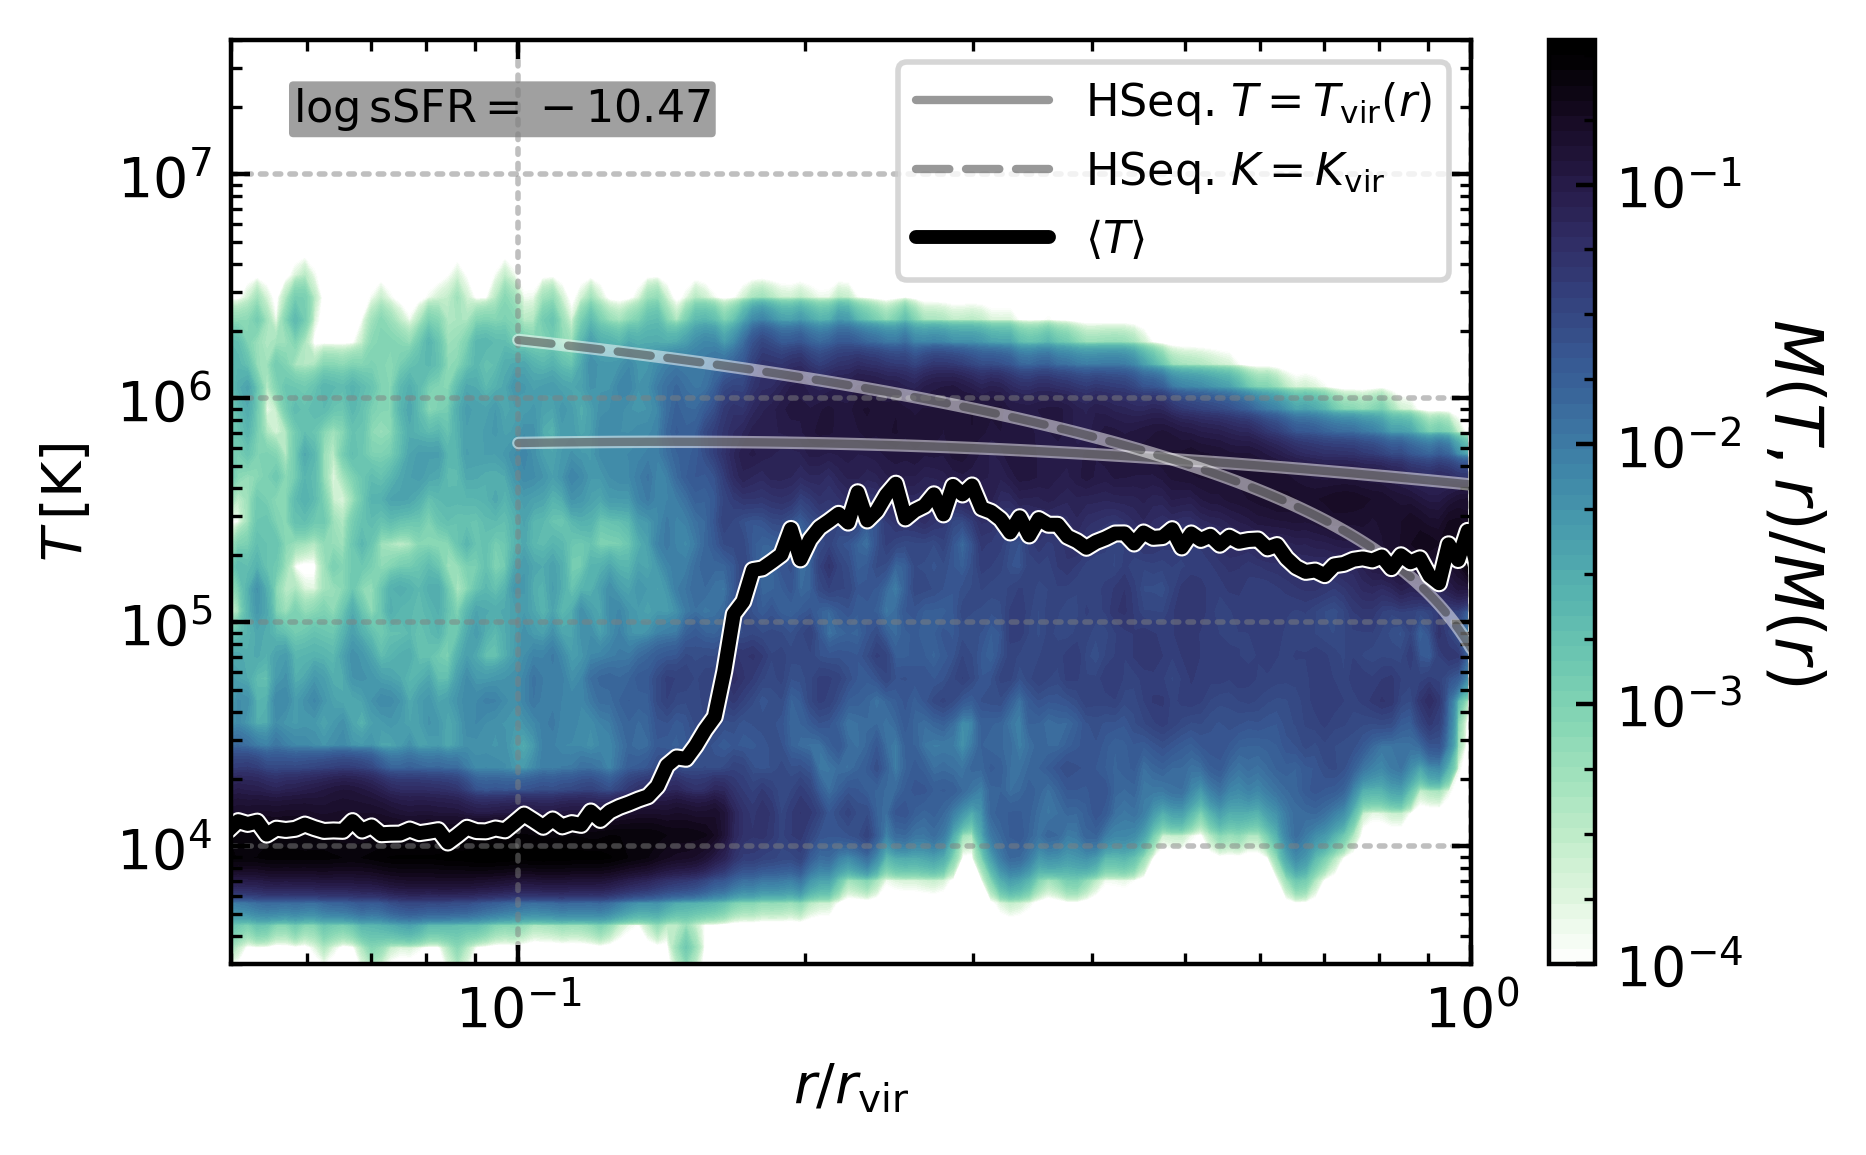 log sSFR = −10.47
HSeq. T = T_vir(r)
HSeq. K = K_vir
⟨T⟩
10^7
10^6
10^5
10^4
T [K]
10^−1
10^0
r/r_vir
10^−1
10^−2
10^−3
10^−4
M(T, r)/M(r)